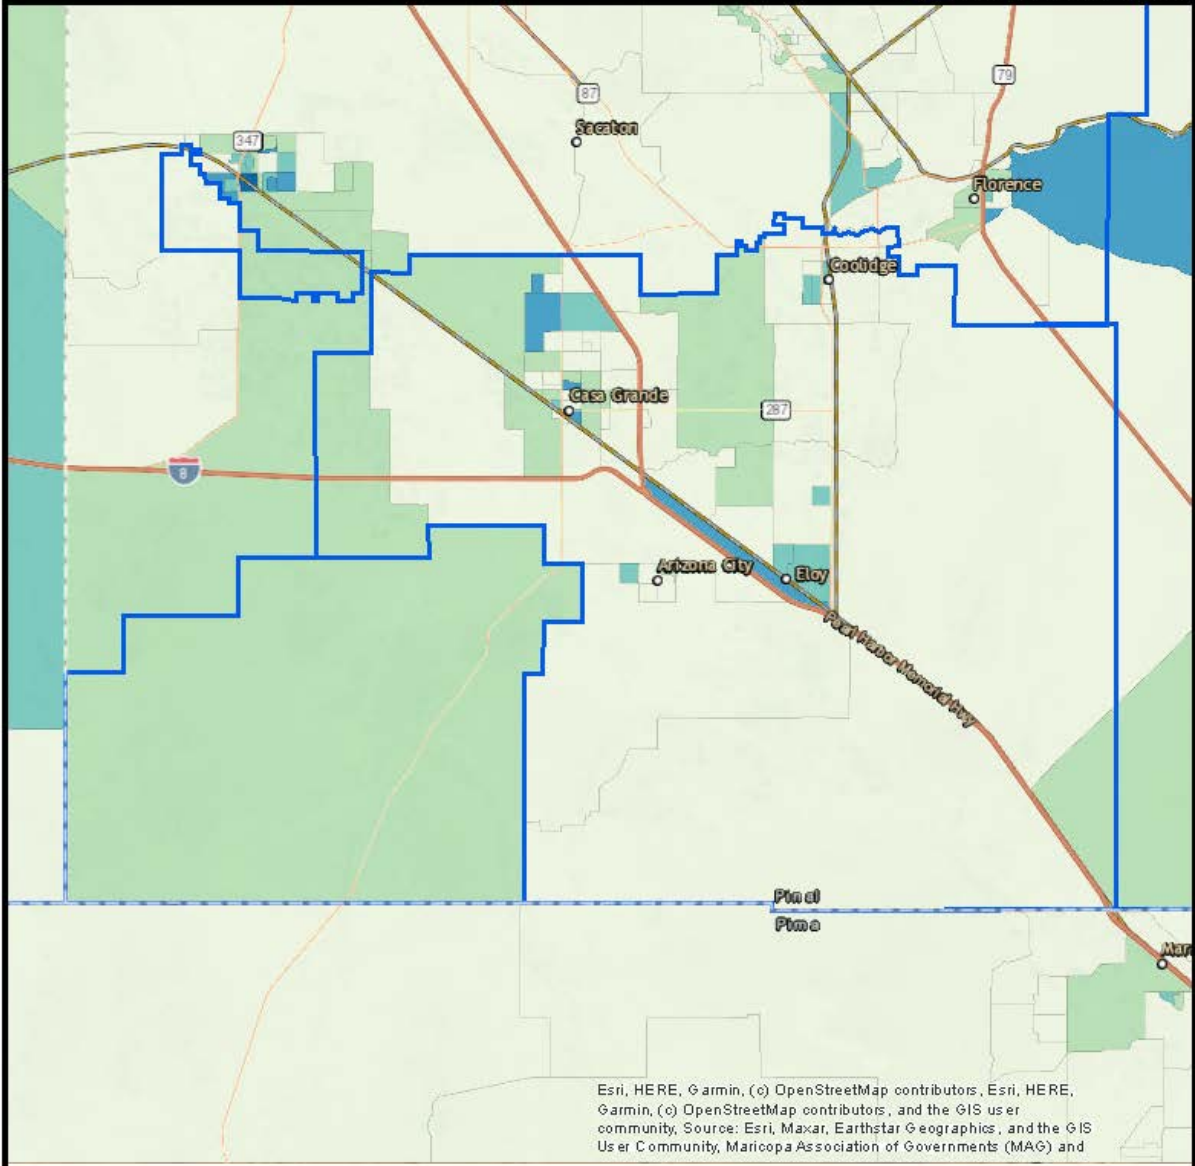 79
87
Sacaton
347
Florence
Coolidge
Casa Grande
287
8
Arizona City
Eloy
Pearl Harbor Memorial Hwy
Pinal
Pima
Mar
Esri, HERE, Garmin, (c) OpenStreetMap contributors, Esri, HERE,
Garmin, (c) OpenStreetMap contributors, and the GIS user
community, Source: Esri, Maxar, Earthstar Geographics, and the GIS
User Community, Maricopa Association of Governments (MAG) and